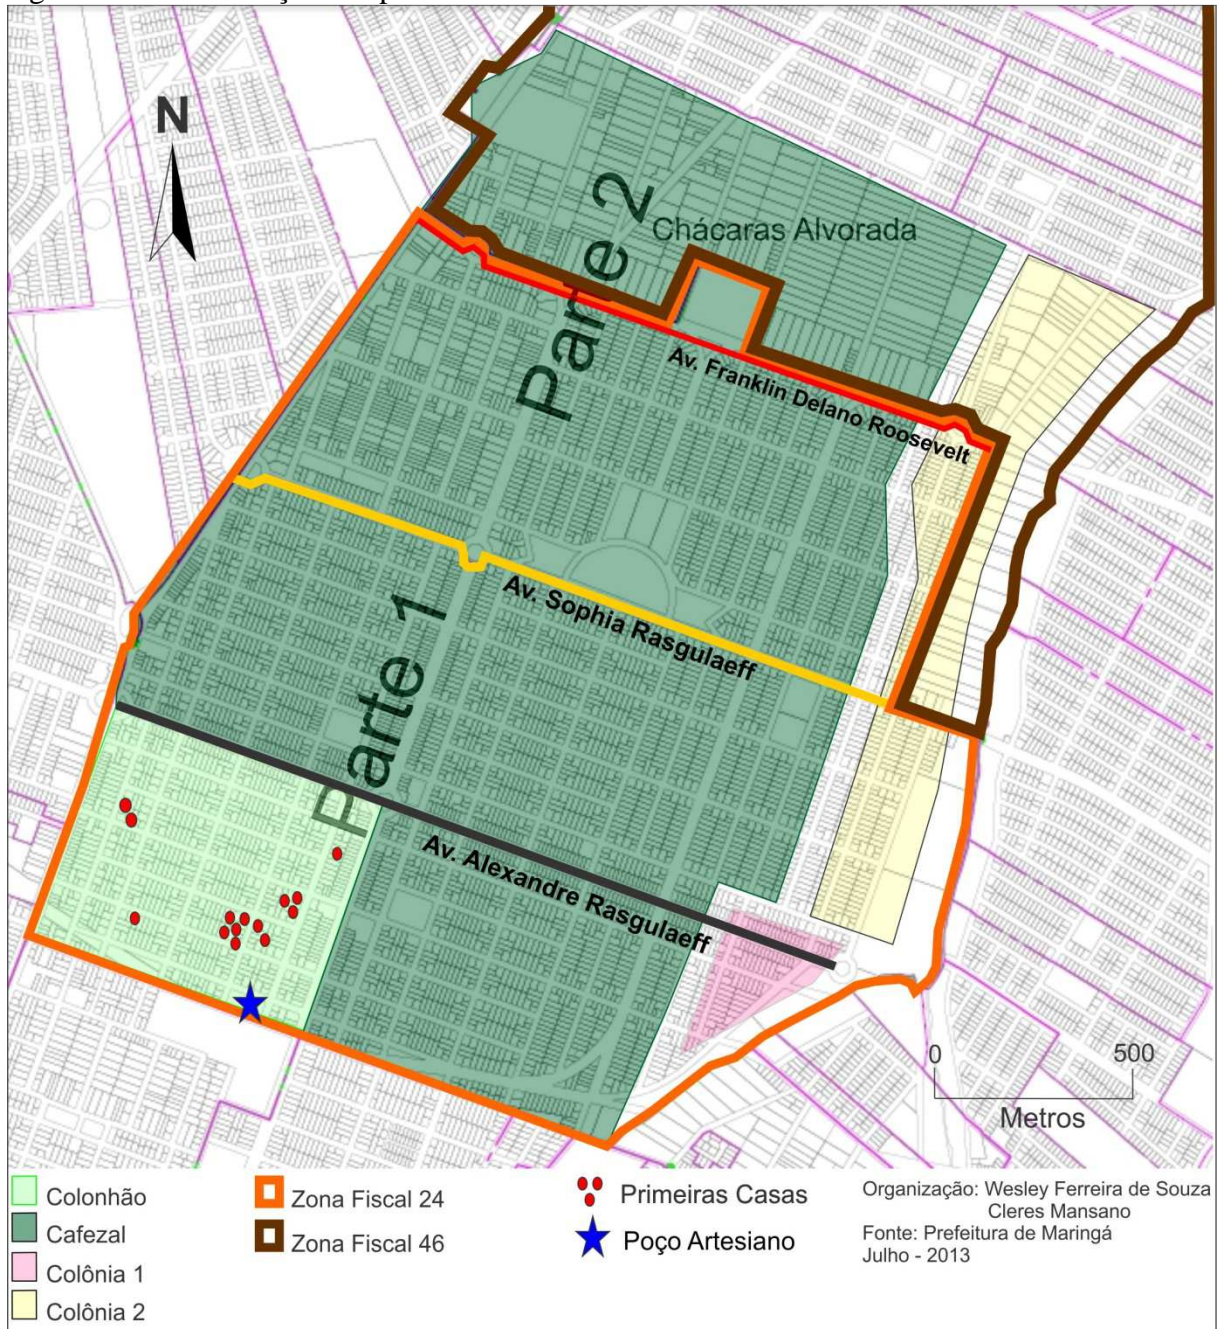 N
Parte 2
Chácaras Alvorada
Av. Franklin Delano Roosevelt
Av. Sophia Rasgulaeff
Parte 1
Av. Alexandre Rasgulaeff
0 500
Metros
Colonhão
Cafezal
Colônia 1
Colônia 2
Zona Fiscal 24
Zona Fiscal 46
Primeiras Casas
Poço Artesiano
Organização: Wesley Ferreira de Souza
Cleres Mansano
Fonte: Prefeitura de Maringá
Julho - 2013